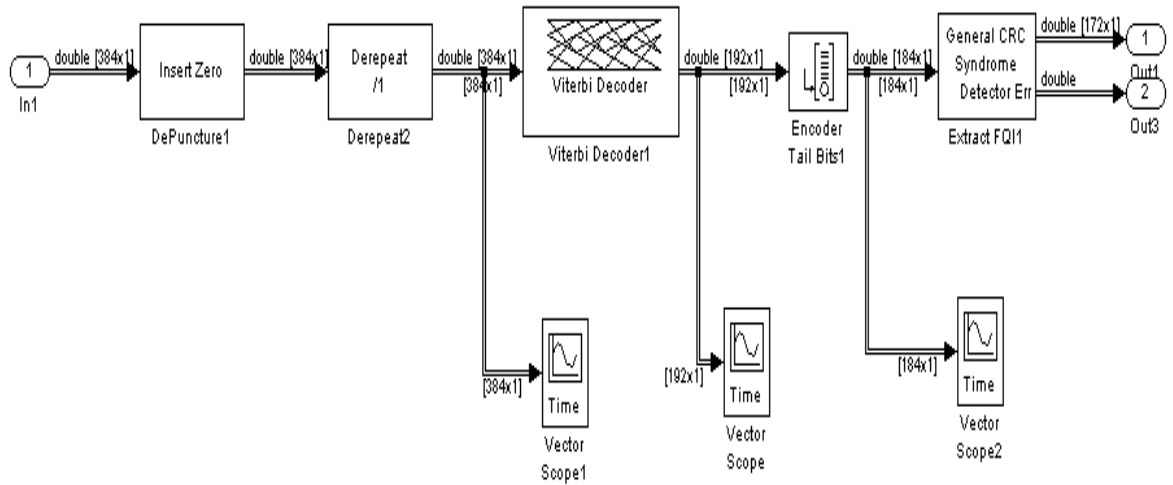 1
In1
double [384x1]
Insert Zero
DePuncture1
double [384x1]
Derepeat
/1
Derepeat2
double [384x1]
[384x1]
Viterbi Decoder
Viterbi Decoder1
double [192x1]
[192x1]
Encoder
Tail Bits1
double [184x1]
[184x1]
General CRC
Syndrome
Detector Err
Extract FQI1
double [172x1]
1
Out1
double
2
Out3
[384x1]
Time
Vector
Scope1
[192x1]
Time
Vector
Scope
[184x1]
Time
Vector
Scope2